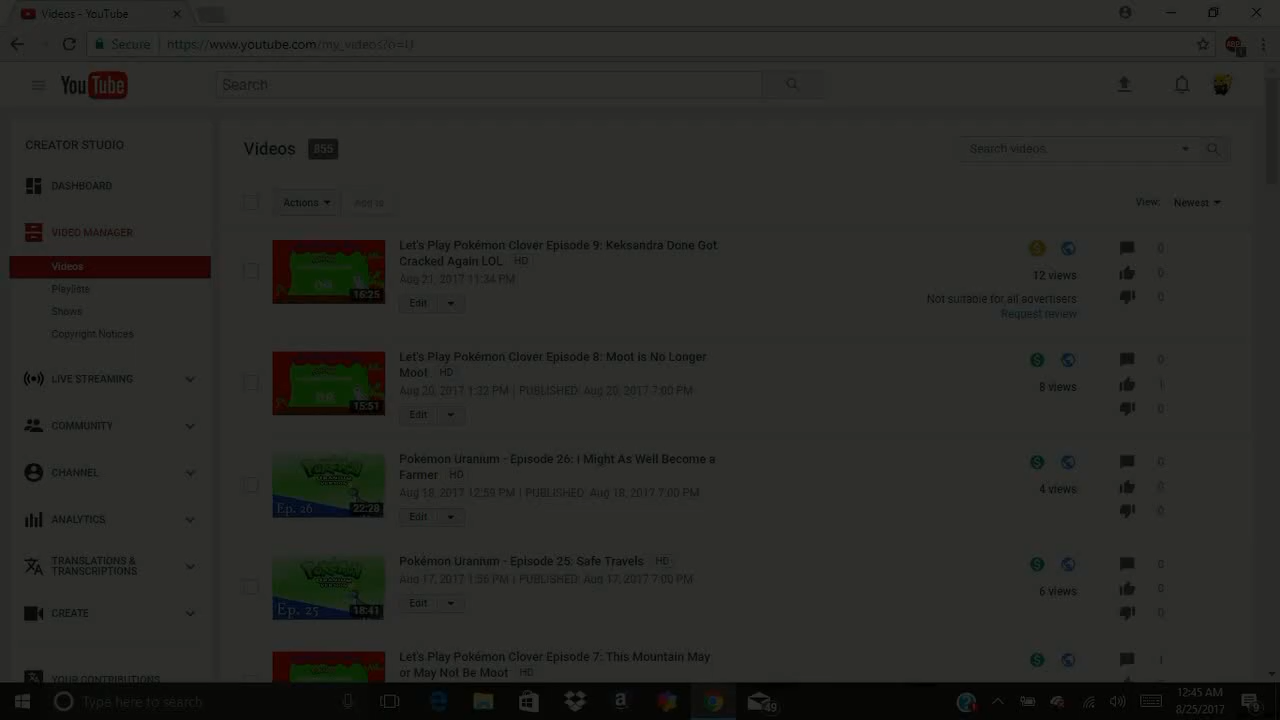 Videos - YouTube
Secure https://www.youtube.com/my_videos?o=U
YouTube
Search
CREATOR STUDIO
DASHBOARD
VIDEO MANAGER
Videos
Playlists
Shows
Copyright Notices
LIVE STREAMING
COMMUNITY
CHANNEL
ANALYTICS
TRANSLATIONS &
TRANSCRIPTIONS
CREATE
YOUR CONTRIBUTIONS
Videos 855
Search videos
Actions
Add to
View: Newest
Let's Play Pokémon Clover Episode 9: Keksandra Done Got
Cracked Again LOL HD
Aug 21, 2017 11:34 PM
Edit
16:25
12 views
Not suitable for all advertisers
Request review
0
0
0
Let's Play Pokémon Clover Episode 8: Moot is No Longer
Moot HD
Aug 20, 2017 1:32 PM | PUBLISHED: Aug 20, 2017 7:00 PM
Edit
15:51
8 views
0
1
0
Pokemon Uranium - Episode 26: I Might As Well Become a
Farmer HD
Aug 18, 2017 12:59 PM | PUBLISHED: Aug 18, 2017 7:00 PM
Edit
Ep. 26
22:28
4 views
0
0
0
Pokémon Uranium - Episode 25: Safe Travels HD
Aug 17, 2017 1:56 PM | PUBLISHED: Aug 17, 2017 7:00 PM
Edit
Ep. 25
18:41
6 views
0
0
0
Let's Play Pokémon Clover Episode 7: This Mountain May
or May Not Be Moot HD
1
Type here to search
49
12:45 AM
8/25/2017
9